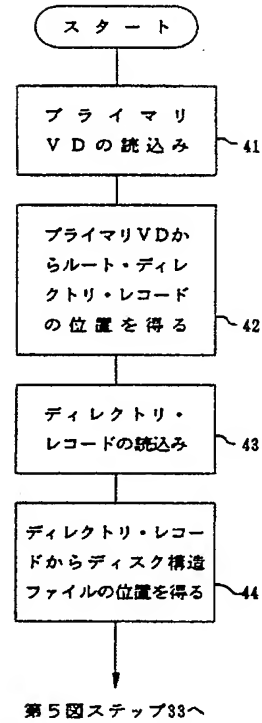 スタート
プライマリ
VDの読込み
41
プライマリVDか
らルート・ディレ
クトリ・レコード
の位置を得る
42
ディレクトリ・
レコードの読込み
43
ディレクトリ・レコー
ドからディスク構造
ファイルの位置を得る
44
第5図ステップ33へ